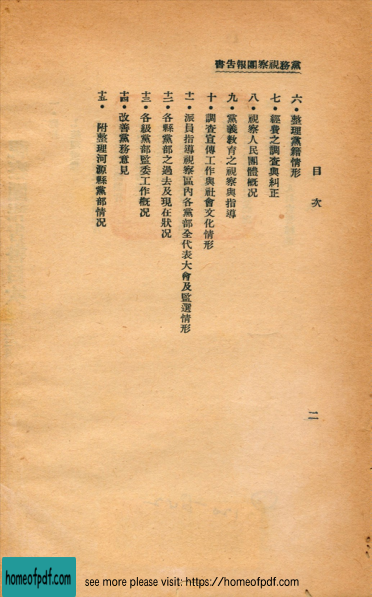 黨務視察團報告書
目次
二
六．整理黨籍情形
七．經費之調查與糾正
八．視察人民團體概況
九．黨義教育之視察與指導
十．調查宣傳工作與社會文化情形
十一．派員指導視察區內各黨部全代表大會及監選情形
十二．各縣黨部之過去及現在狀况
十三．各級黨部監委工作概况
十四．改善黨務意見
十五．附整理河源縣黨部情况
homeofpdf.com
see more please visit: https://homeofpdf.com